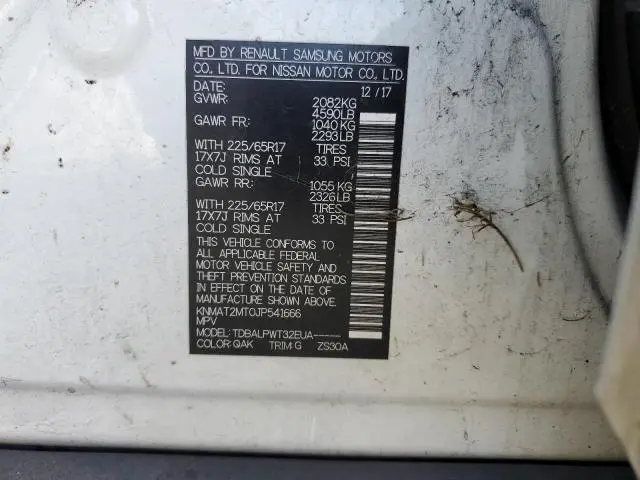 MFD BY RENAULT SAMSUNG MOTORS
CO., LTD. FOR NISSAN MOTOR CO., LTD.
DATE: 12/17
GVWR: 2082KG
4590LB
GAWR FR: 1040 KG
2293LB
WITH 225/65R17 TIRES
17X7J RIMS AT 33 PSI
COLD SINGLE
GAWR RR: 1055 KG
2326LB
WITH 225/65R17 TIRES
17X7J RIMS AT 33 PSI
COLD SINGLE
THIS VEHICLE CONFORMS TO
ALL APPLICABLE FEDERAL
MOTOR VEHICLE SAFETY AND
THEFT PREVENTION STANDARDS
IN EFFECT ON THE DATE OF
MANUFACTURE SHOWN ABOVE.
KNMAT2MT0JP541666
MPV
MODEL: TDBALPWT32EUA-----
COLOR: QAK TRIM: G ZS30A